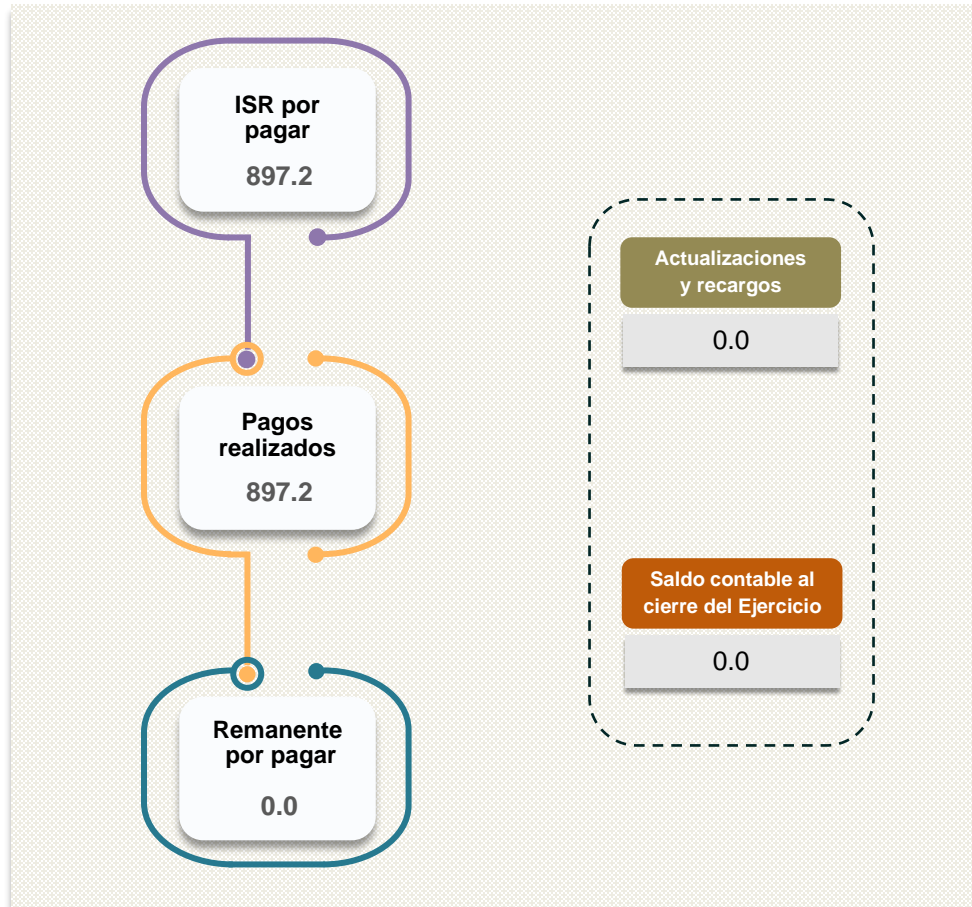 ISR por
pagar
897.2
Pagos
realizados
897.2
Remanente
por pagar
0.0
Actualizaciones
y recargos
0.0
Saldo contable al
cierre del Ejercicio
0.0